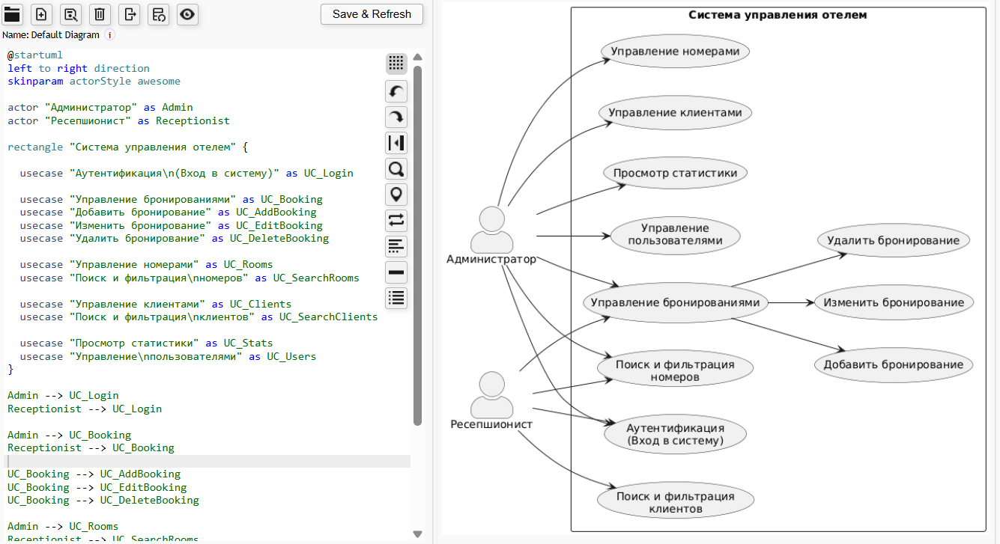 Save & Refresh
Name: Default Diagram i
@startuml
left to right direction
skinparam actorStyle awesome
actor "Администратор" as Admin
actor "Ресепшионист" as Receptionist
rectangle "Система управления отелем" {
usecase "Аутентификация\n(Вход в систему)" as UC_Login
usecase "Управление бронированиями" as UC_Booking
usecase "Добавить бронирование" as UC_AddBooking
usecase "Изменить бронирование" as UC_EditBooking
usecase "Удалить бронирование" as UC_DeleteBooking
usecase "Управление номерами" as UC_Rooms
usecase "Поиск и фильтрация\nномеров" as UC_SearchRooms
usecase "Управление клиентами" as UC_Clients
usecase "Поиск и фильтрация\nклиентов" as UC_SearchClients
usecase "Просмотр статистики" as UC_Stats
usecase "Управление\nпользователями" as UC_Users
}
Admin --> UC_Login
Receptionist --> UC_Login
Admin --> UC_Booking
Receptionist --> UC_Booking
UC_Booking --> UC_AddBooking
UC_Booking --> UC_EditBooking
UC_Booking --> UC_DeleteBooking
Admin --> UC_Rooms
Receptionist --> UC_SearchRooms
Система управления отелем
Управление номерами
Управление клиентами
Просмотр статистики
Управление
пользователями
Удалить бронирование
Администратор
Управление бронированиями
Изменить бронирование
Добавить бронирование
Поиск и фильтрация
номеров
Ресепшионист
Аутентификация
(Вход в систему)
Поиск и фильтрация
клиентов